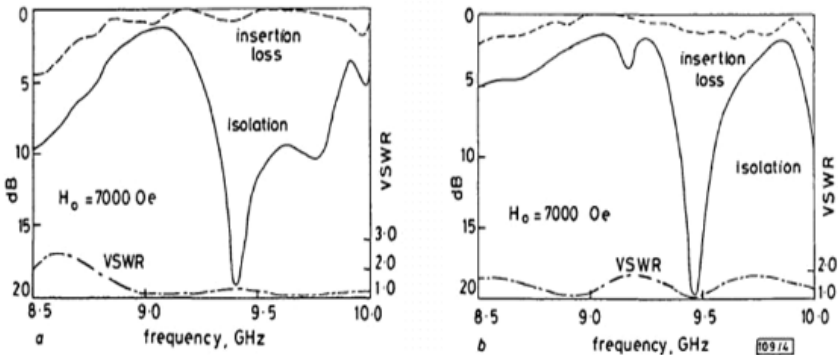 0
5
10
15
20
dB
insertion
loss
Isolation
H₀ = 7000 Oe
VSWR
VSWR
3·0
2·0
1·0
8·5
9·0
9·5
10·0
a
frequency, GHz
0
5
10
15
20
dB
insertion
loss
Isolation
H₀ = 7000 Oe
VSWR
VSWR
2·0
1·0
8·5
9·0
9·5
10·0
b
frequency, GHz
109/4